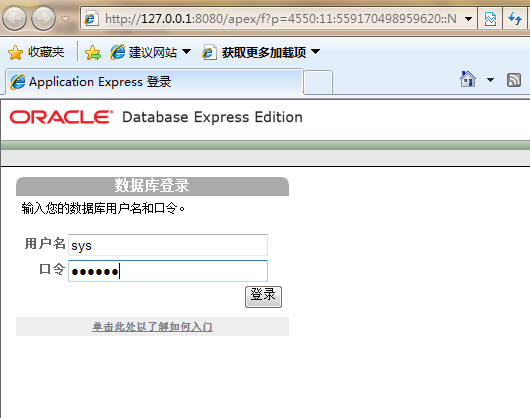 http://127.0.0.1:8080/apex/f?p=4550:11:559170498959620::N
收藏夹 建议网站 获取更多附加项
Application Express 登录
ORACLE Database Express Edition
数据库登录
输入您的数据库用户名和口令。
用户名 sys
口令 ●●●●●●
登录
单击此处以了解如何入门